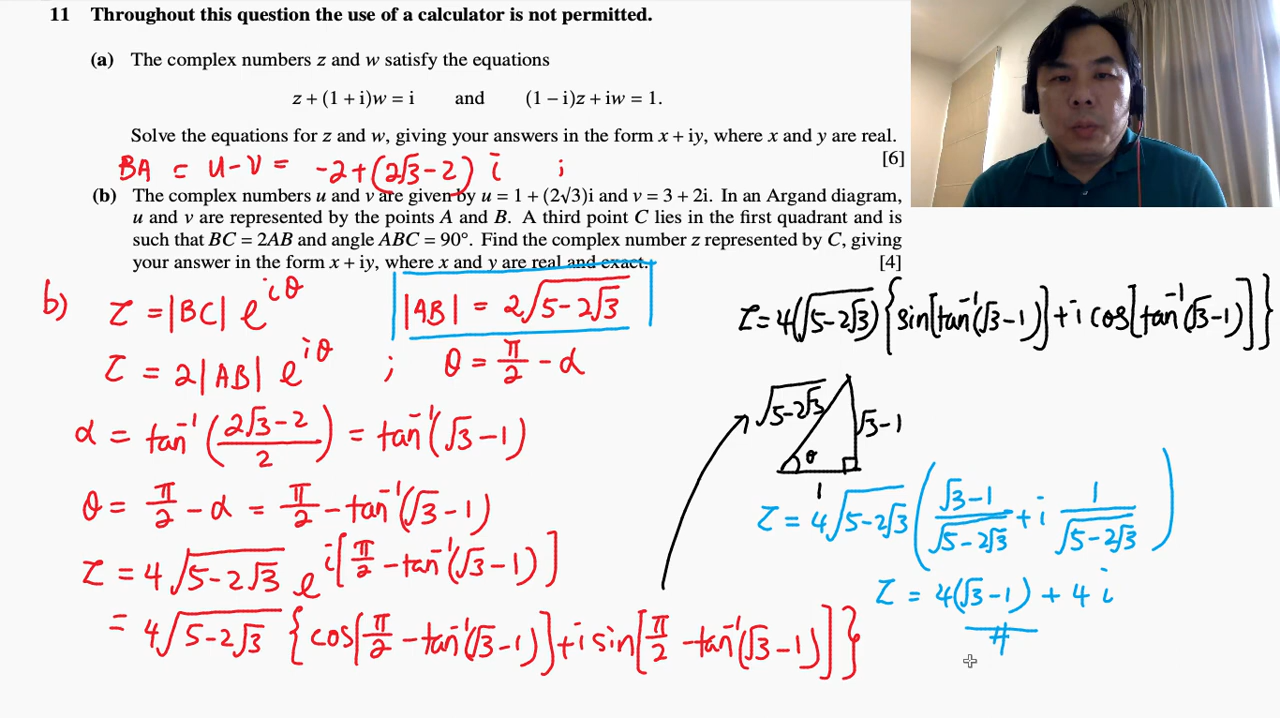 11 Throughout this question the use of a calculator is not permitted.
(a) The complex numbers z and w satisfy the equations
z + (1 + i)w = i and (1 − i)z + iw = 1.
Solve the equations for z and w, giving your answers in the form x + iy, where x and y are real.
[6]
BA = u-v = -2+(2√3-2) i ;
(b) The complex numbers u and v are given by u = 1 + (2√3)i and v = 3 + 2i. In an Argand diagram,
u and v are represented by the points A and B. A third point C lies in the first quadrant and is
such that BC = 2AB and angle ABC = 90°. Find the complex number z represented by C, giving
your answer in the form x + iy, where x and y are real and exact. [4]
b) z = |BC| e^{iθ}
|AB| = 2√(5-2√3)
z = 2|AB| e^{iθ} ; θ = π/2 - α
α = tan⁻¹((2√3-2)/2) = tan⁻¹(√3-1)
θ = π/2 - α = π/2 - tan⁻¹(√3-1)
z = 4√(5-2√3) e^{i[π/2 - tan⁻¹(√3-1)]}
= 4√(5-2√3) {cos[π/2 - tan⁻¹(√3-1)]+i sin[π/2 - tan⁻¹(√3-1)]}
z=4(√(5-2√3)){sin[tan⁻¹(√3-1)]+i cos[tan⁻¹(√3-1)]}
√(5-2√3)
√3-1
θ
1
z = 4√(5-2√3) ((√3-1)/√(5-2√3) + i 1/√(5-2√3))
z = 4(√3-1) + 4i
#